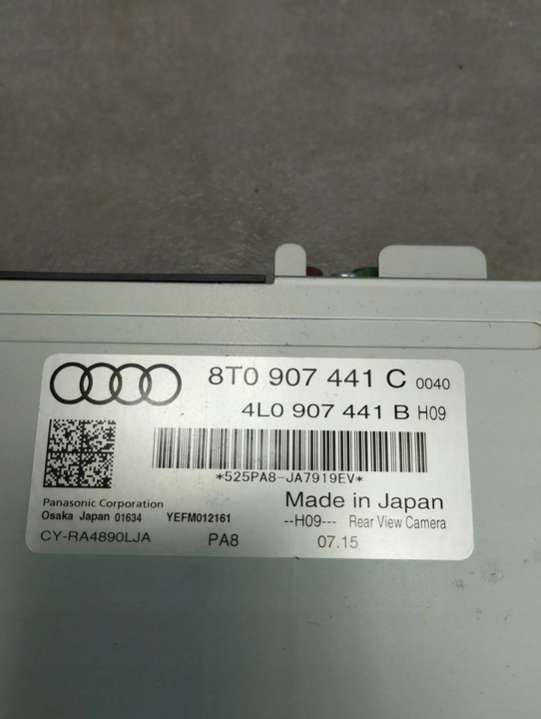 8T0 907 441 C 0040
4L0 907 441 B H09
*525PA8-JA7919EV*
Panasonic Corporation
Made in Japan
Osaka Japan 01634 YEFM012161
--H09--- Rear View Camera
CY-RA4890LJA PA8 07.15